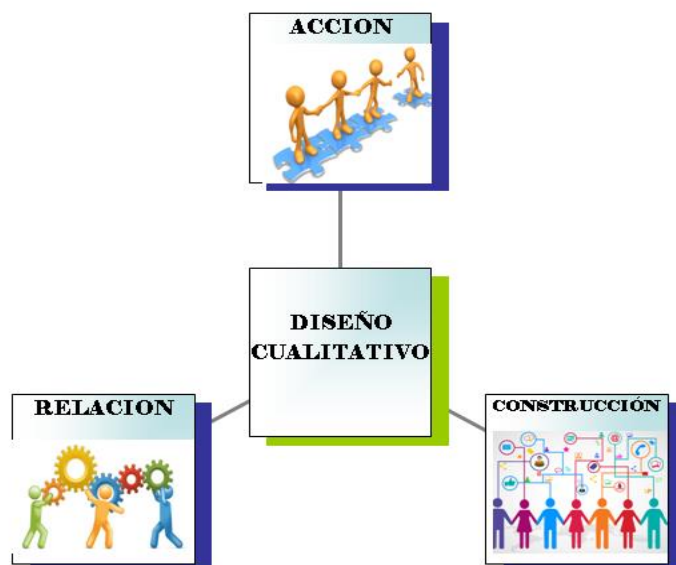 ACCION
DISEÑO
CUALITATIVO
RELACION
CONSTRUCCIÓN